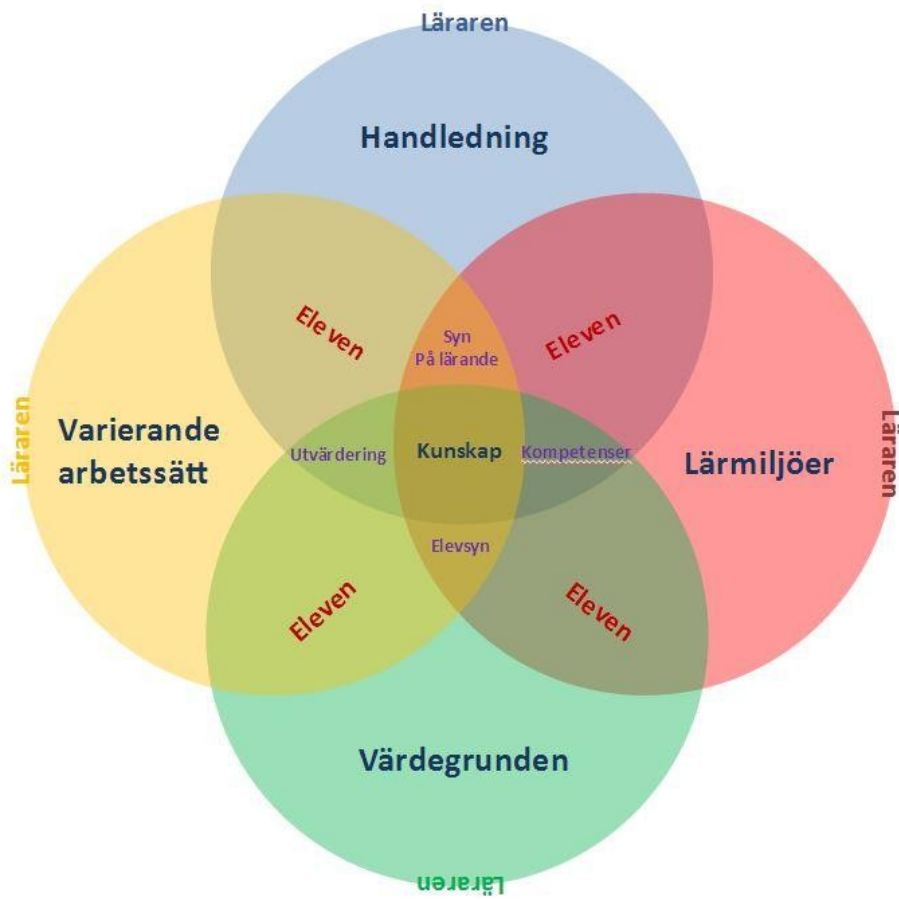 Läraren
Handledning
Eleven
Eleven
Syn
På lärande
Läraren
Varierande
arbetssätt
Utvärdering
Kunskap
Kompetenser
Lärmiljöer
Läraren
Elevsyn
Eleven
Eleven
Värdegrunden
Läraren